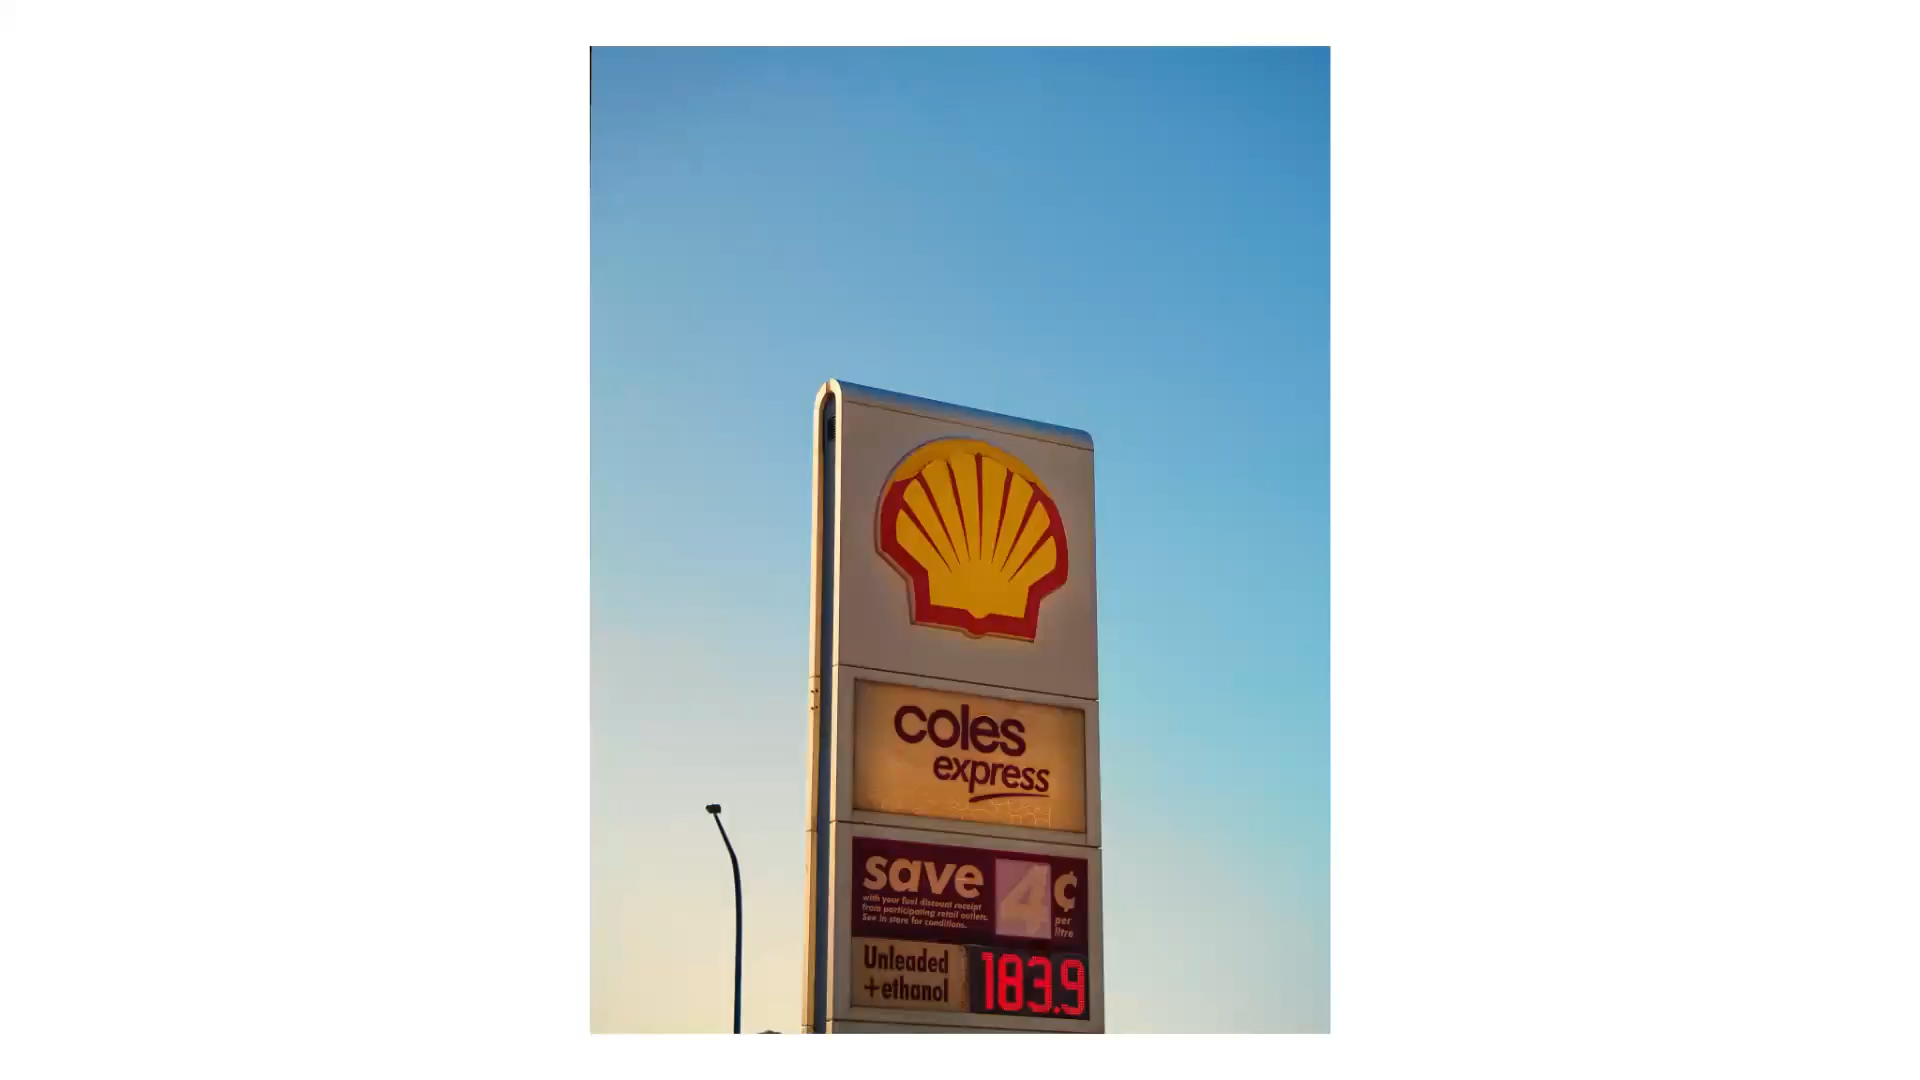 coles
express
save 4¢
with your fuel discount receipt
from participating retail outlets.
See in store for conditions.
per
litre
Unleaded
+ethanol
183.9